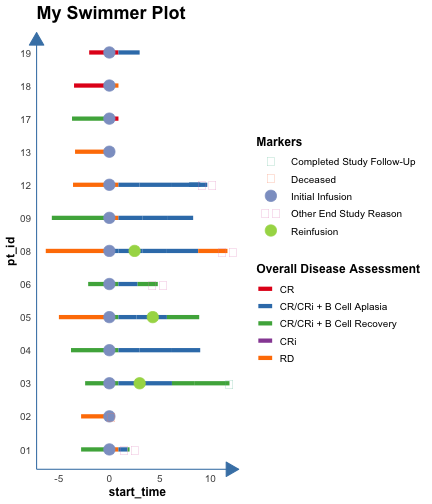 My Swimmer Plot
19
18
17
13
12
09
08
06
05
04
03
02
01
pt_id
-5 0 5 10
start_time
Markers
Completed Study Follow-Up
Deceased
Initial Infusion
Other End Study Reason
Reinfusion
Overall Disease Assessment
CR
CR/CRi + B Cell Aplasia
CR/CRi + B Cell Recovery
CRi
RD